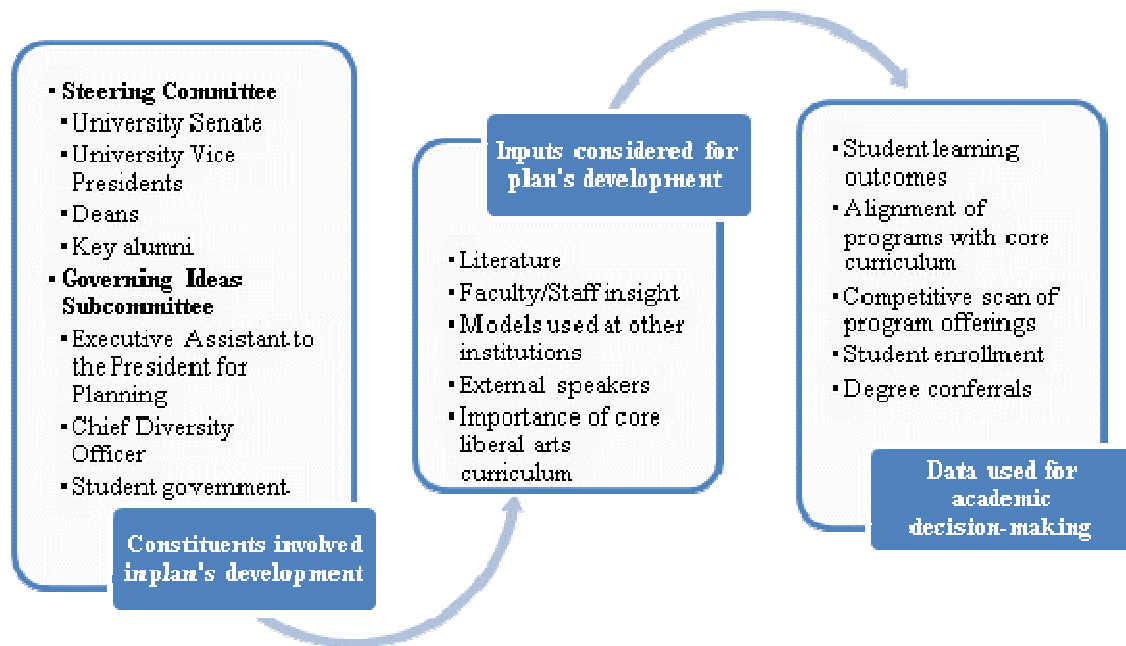 ▪ Steering Committee
▪ University Senate
▪ University Vice
Presidents
▪ Deans
▪ Key alumni
▪ Governing Ideas
Subcommittee
▪ Executive Assistant to
the President for
Planning
▪ Chief Diversity
Officer
▪ Student government
Constituents involved
in plan's development
Inputs considered for
plan's development
▪ Literature
▪ Faculty/Staff insight
▪ Models used at other
institutions
▪ External speakers
▪ Importance of core
liberal arts
curriculum
▪ Student learning
outcomes
▪ Alignment of
programs with core
curriculum
▪ Competitive scan of
program offerings
▪ Student enrollment
▪ Degree conferrals
Data used for
academic
decision-making